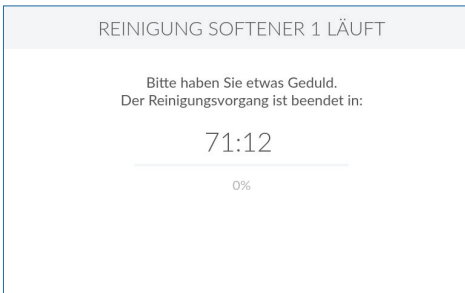 REINIGUNG SOFTENER 1 LÄUFT
Bitte haben Sie etwas Geduld.
Der Reinigungsvorgang ist beendet in:
71:12
0%